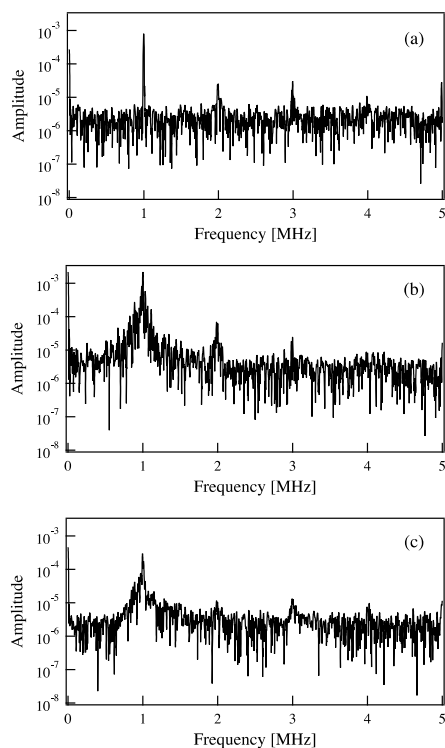 (a)
10⁻³
10⁻⁴
10⁻⁵
10⁻⁶
10⁻⁷
10⁻⁸
Amplitude
0 1 2 3 4 5
Frequency [MHz]
(b)
10⁻³
10⁻⁴
10⁻⁵
10⁻⁶
10⁻⁷
10⁻⁸
Amplitude
0 1 2 3 4 5
Frequency [MHz]
(c)
10⁻³
10⁻⁴
10⁻⁵
10⁻⁶
10⁻⁷
10⁻⁸
Amplitude
0 1 2 3 4 5
Frequency [MHz]